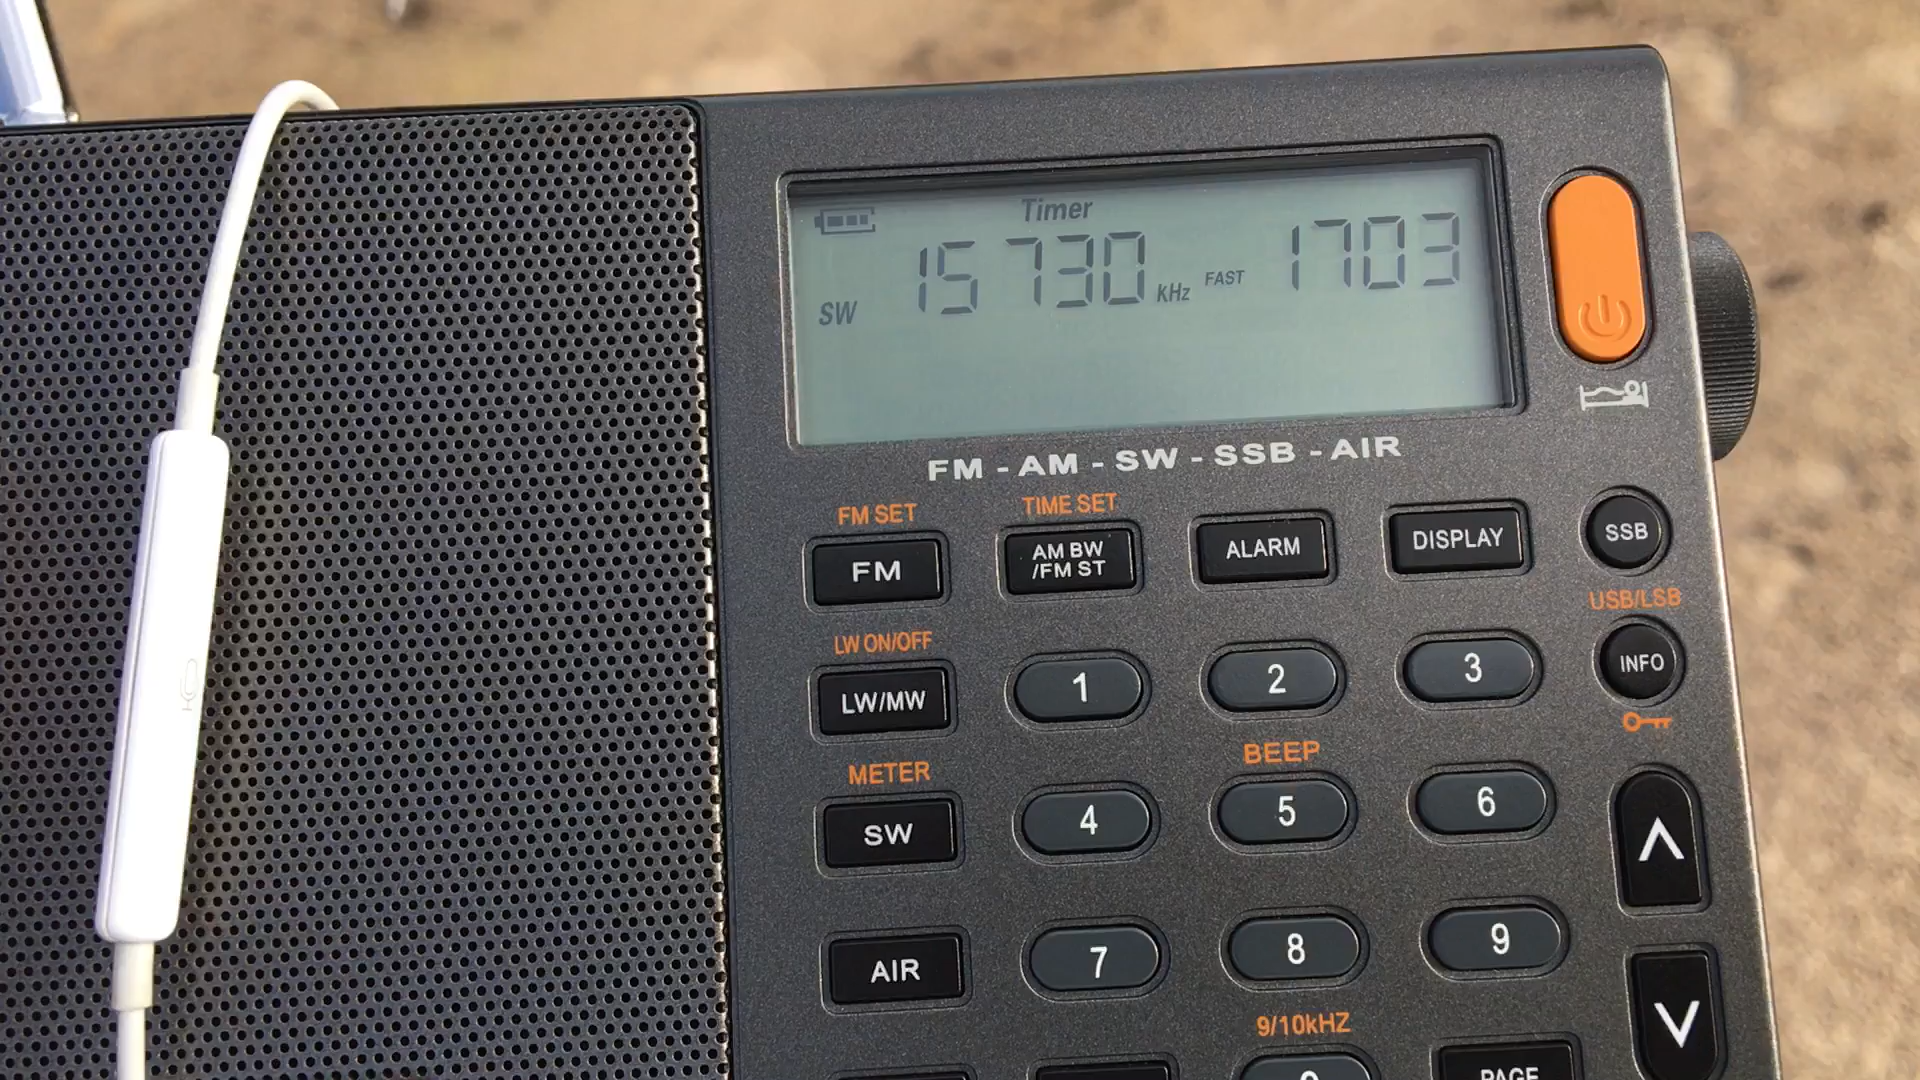 Timer
SW 15730 KHz FAST 1703
FM - AM - SW - SSB - AIR
FM SET TIME SET
FM AM BW /FM ST ALARM DISPLAY SSB
USB/LSB
LW ON/OFF
LW/MW 1 2 3 INFO
METER BEEP
SW 4 5 6
AIR 7 8 9
9/10kHZ
PAGE